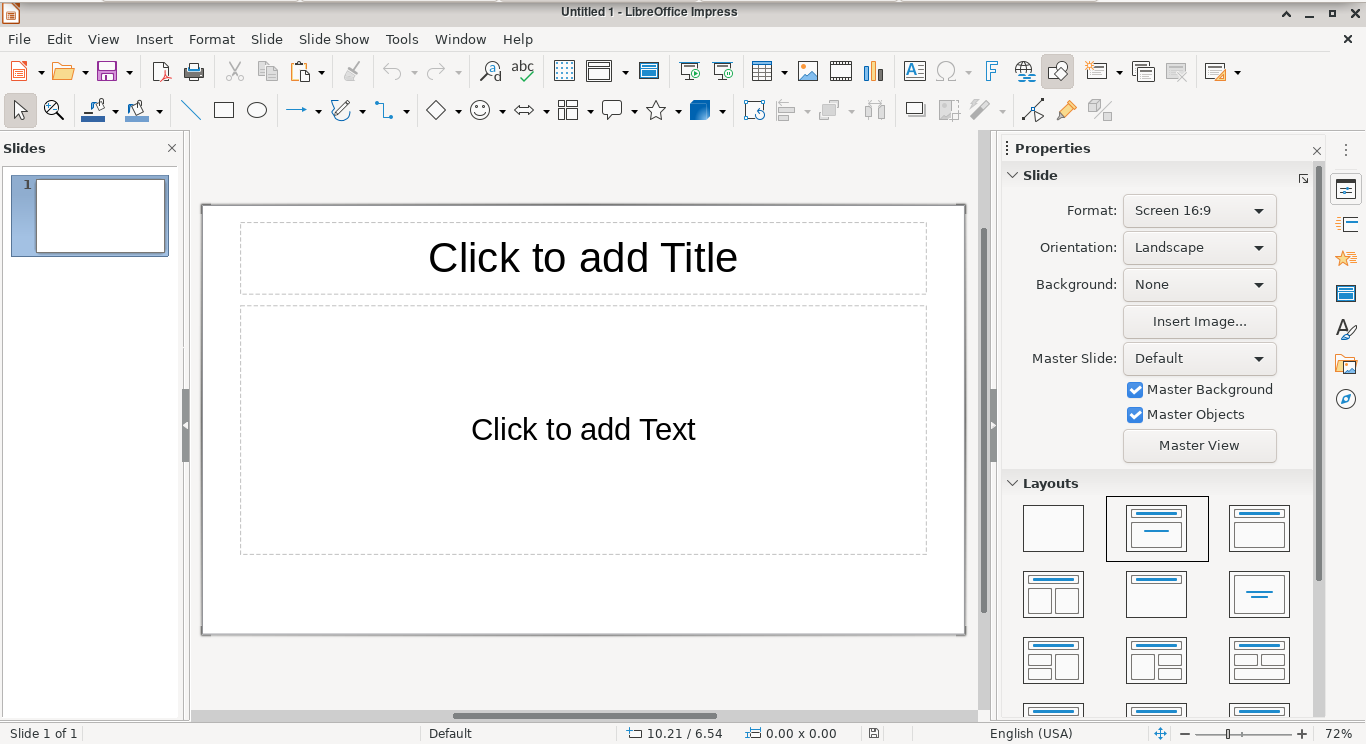 Untitled 1 - LibreOffice Impress
File Edit View Insert Format Slide Slide Show Tools Window Help
abc
Slides
1
Click to add Title
Click to add Text
Properties
Slide
Format: Screen 16:9
Orientation: Landscape
Background: None
Insert Image...
Master Slide: Default
Master Background
Master Objects
Master View
Layouts
Slide 1 of 1 Default 10.21 / 6.54 0.00 x 0.00 English (USA) 72%